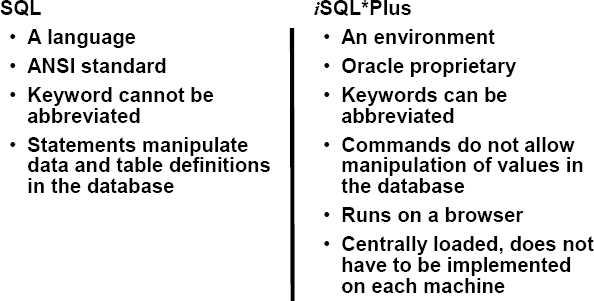 SQL
• A language
• ANSI standard
• Keyword cannot be
abbreviated
• Statements manipulate
data and table definitions
in the database
iSQL*Plus
• An environment
• Oracle proprietary
• Keywords can be
abbreviated
• Commands do not allow
manipulation of values in
the database
• Runs on a browser
• Centrally loaded, does not
have to be implemented
on each machine